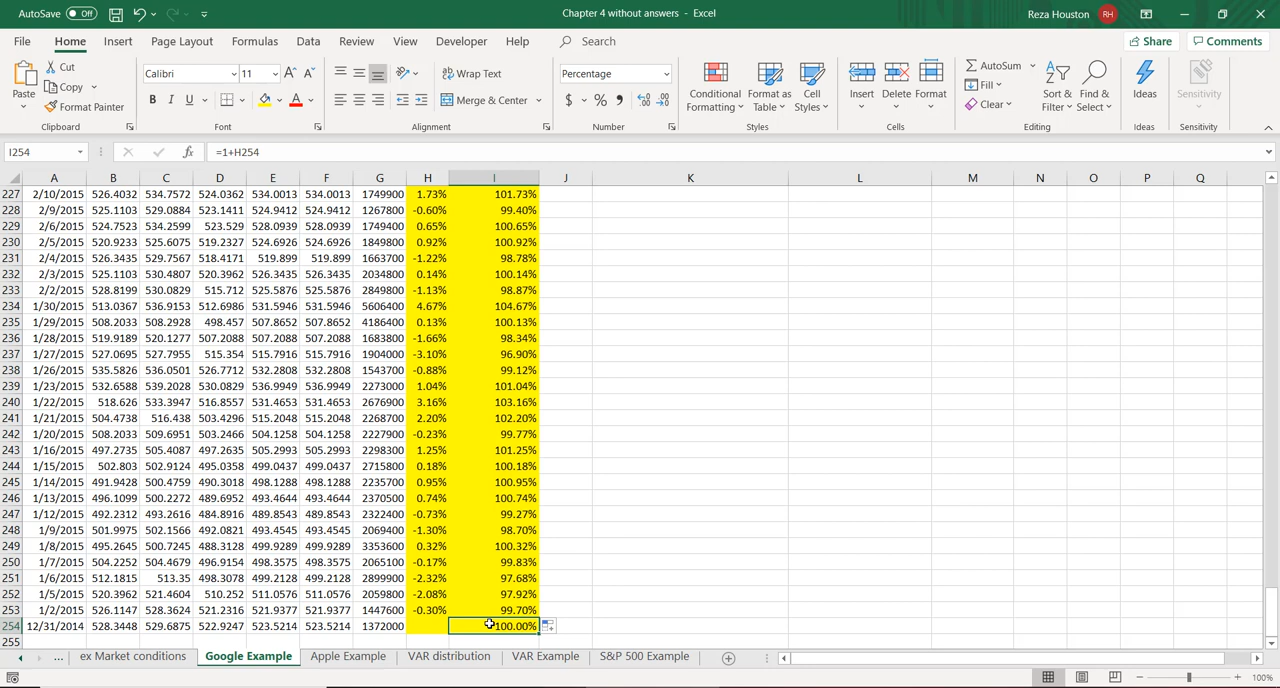 AutoSave Off Chapter 4 without answers - Excel Reza Houston RH
File Home Insert Page Layout Formulas Data Review View Developer Help Search Share Comments
Paste Cut Copy Format Painter Clipboard
Calibri 11 B I U A Font
Wrap Text Merge & Center Alignment
Percentage $ % Number
Conditional Formatting Format as Table Cell Styles Styles
Insert Delete Format Cells
AutoSum Fill Clear Sort & Filter Find & Select Editing
Ideas Ideas
Sensitivity Sensitivity
I254 fx =1+H254
A B C D E F G H I J K L M N O P Q
227 2/10/2015 526.4032 534.7572 524.0362 534.0013 534.0013 1749900 1.73% 101.73%
228 2/9/2015 525.1103 529.0884 523.1411 524.9412 524.9412 1267800 -0.60% 99.40%
229 2/6/2015 524.7523 534.2599 523.529 528.0939 528.0939 1749400 0.65% 100.65%
230 2/5/2015 520.9233 525.6075 519.2327 524.6926 524.6926 1849800 0.92% 100.92%
231 2/4/2015 526.3435 529.7567 518.4171 519.899 519.899 1663700 -1.22% 98.78%
232 2/3/2015 525.1103 530.4807 520.3962 526.3435 526.3435 2034800 0.14% 100.14%
233 2/2/2015 528.8199 530.0829 515.712 525.5876 525.5876 2849800 -1.13% 98.87%
234 1/30/2015 513.0367 536.9153 512.6986 531.5946 531.5946 5606400 4.67% 104.67%
235 1/29/2015 508.2033 508.2928 498.457 507.8652 507.8652 4186400 0.13% 100.13%
236 1/28/2015 519.9189 520.1277 507.2088 507.2088 507.2088 1683800 -1.66% 98.34%
237 1/27/2015 527.0695 527.7955 515.354 515.7916 515.7916 1904000 -3.10% 96.90%
238 1/26/2015 535.5826 536.0501 526.7712 532.2808 532.2808 1543700 -0.88% 99.12%
239 1/23/2015 532.6588 539.2028 530.0829 536.9949 536.9949 2273000 1.04% 101.04%
240 1/22/2015 518.626 533.3947 516.8557 531.4653 531.4653 2676900 3.16% 103.16%
241 1/21/2015 504.4738 516.438 503.4296 515.2048 515.2048 2268700 2.20% 102.20%
242 1/20/2015 508.2033 509.6951 503.2466 504.1258 504.1258 2227900 -0.23% 99.77%
243 1/16/2015 497.2735 505.4087 497.2635 505.2993 505.2993 2298300 1.25% 101.25%
244 1/15/2015 502.803 502.9124 495.0358 499.0437 499.0437 2715800 0.18% 100.18%
245 1/14/2015 491.9428 500.4759 490.3018 498.1288 498.1288 2235700 0.95% 100.95%
246 1/13/2015 496.1099 500.2272 489.6952 493.4644 493.4644 2370500 0.74% 100.74%
247 1/12/2015 492.2312 493.2616 484.8916 489.8543 489.8543 2322400 -0.73% 99.27%
248 1/9/2015 501.9975 502.1566 492.0821 493.4545 493.4545 2069400 -1.30% 98.70%
249 1/8/2015 495.2645 500.7245 488.3128 499.9289 499.9289 3353600 0.32% 100.32%
250 1/7/2015 504.2252 504.4679 496.9154 498.3575 498.3575 2065100 -0.17% 99.83%
251 1/6/2015 512.1815 513.35 498.3078 499.2128 499.2128 2899900 -2.32% 97.68%
252 1/5/2015 520.3962 521.4604 510.252 511.0576 511.0576 2059800 -2.08% 97.92%
253 1/2/2015 526.1147 528.3624 521.2316 521.9377 521.9377 1447600 -0.30% 99.70%
254 12/31/2014 528.3448 529.6875 522.9247 523.5214 523.5214 1372000 100.00%
255
... ex Market conditions Google Example Apple Example VAR distribution VAR Example S&P 500 Example
100%